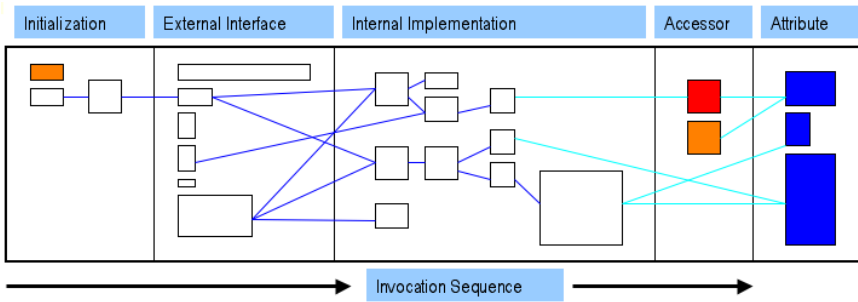 Initialization
External Interface
Internal Implementation
Accessor
Attribute
Invocation Sequence